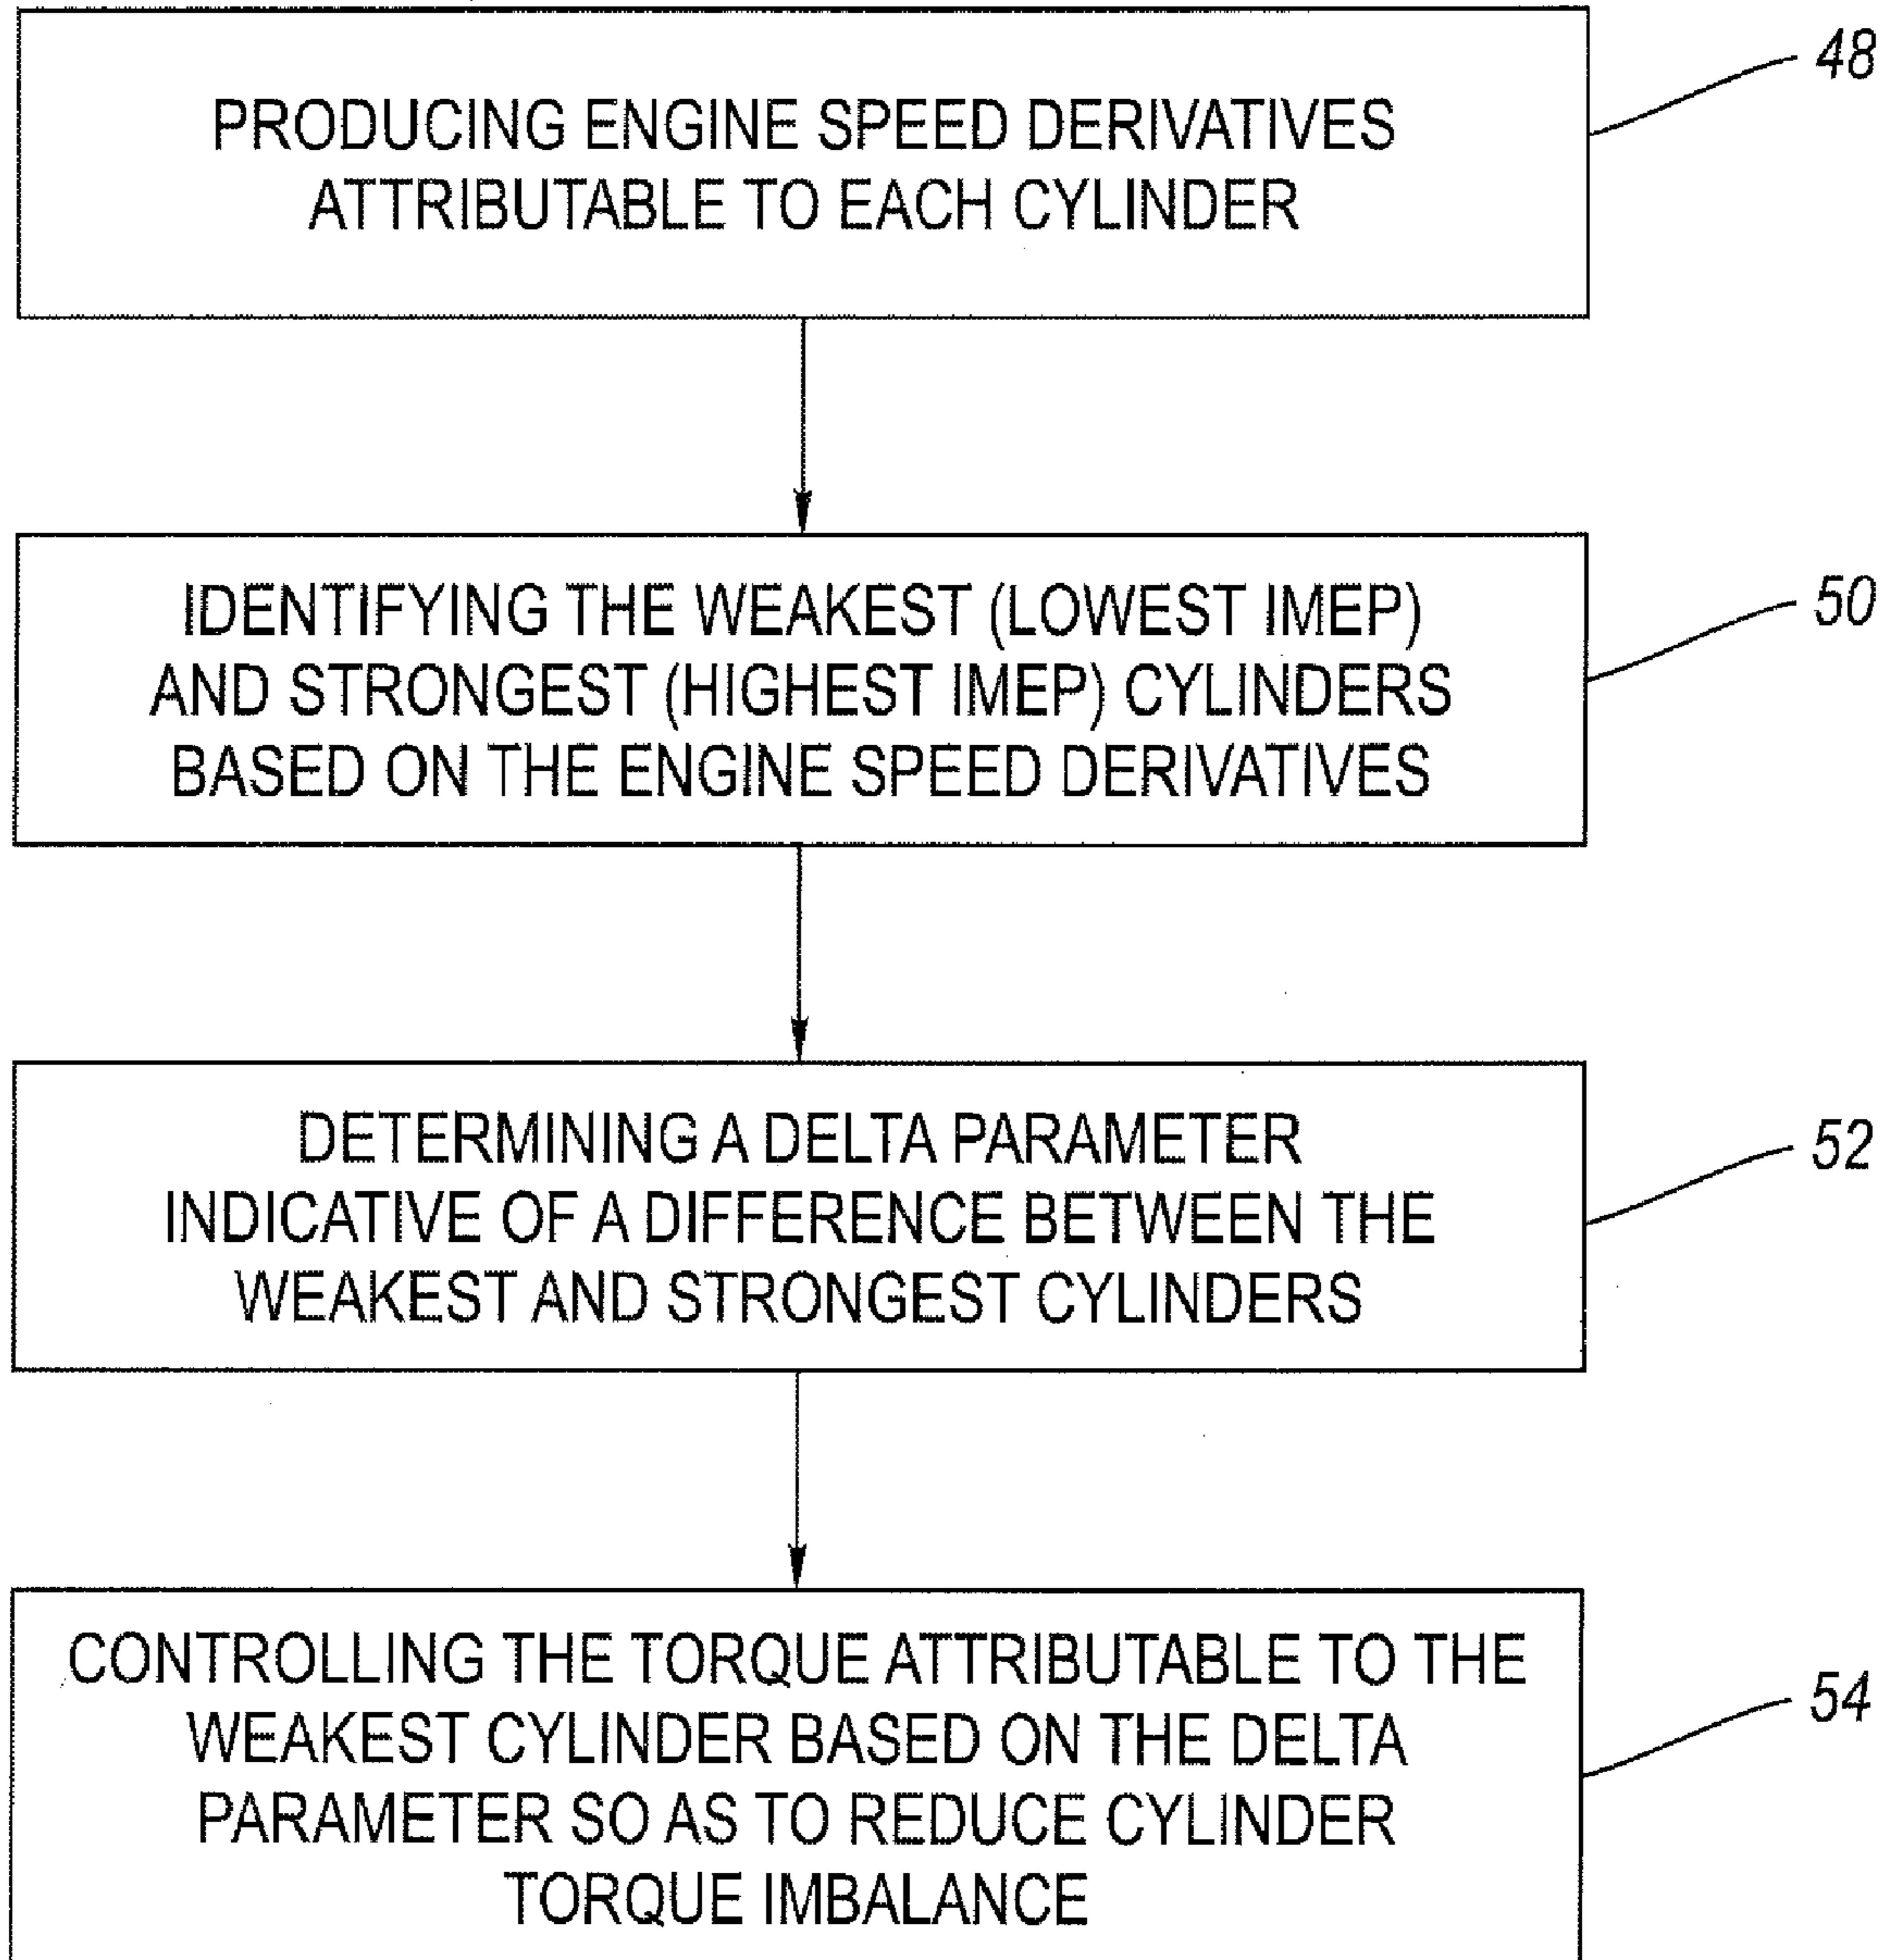 PRODUCING ENGINE SPEED DERIVATIVES
ATTRIBUTABLE TO EACH CYLINDER
48
IDENTIFYING THE WEAKEST (LOWEST IMEP)
AND STRONGEST (HIGHEST IMEP) CYLINDERS
BASED ON THE ENGINE SPEED DERIVATIVES
50
DETERMINING A DELTA PARAMETER
INDICATIVE OF A DIFFERENCE BETWEEN THE
WEAKEST AND STRONGEST CYLINDERS
52
CONTROLLING THE TORQUE ATTRIBUTABLE TO THE
WEAKEST CYLINDER BASED ON THE DELTA
PARAMETER SO AS TO REDUCE CYLINDER
TORQUE IMBALANCE
54